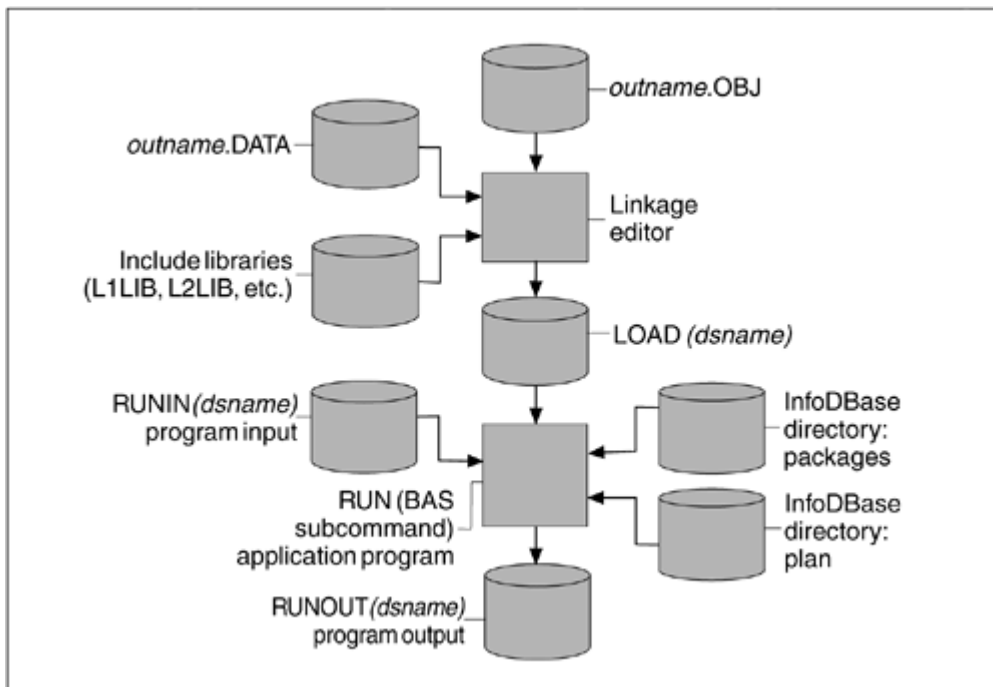 outname.OBJ
outname.DATA
Linkage
editor
Include libraries
(L1LIB, L2LIB, etc.)
LOAD (dsname)
RUNIN(dsname)
program input
InfoDBase
directory:
packages
RUN (BAS
subcommand)
application program
InfoDBase
directory:
plan
RUNOUT(dsname)
program output